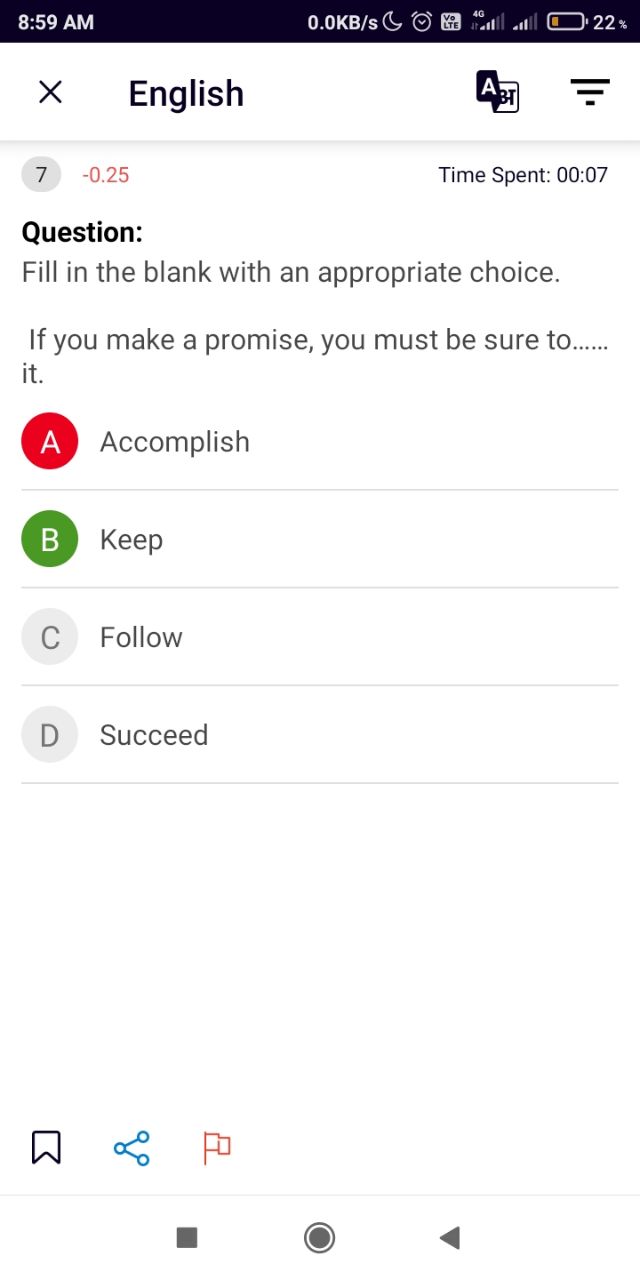 8:59 AM 0.0KB/s Vo LTE 4G 22%
English A अ
7 -0.25 Time Spent: 00:07
Question:
Fill in the blank with an appropriate choice.
If you make a promise, you must be sure to......
it.
A Accomplish
B Keep
C Follow
D Succeed